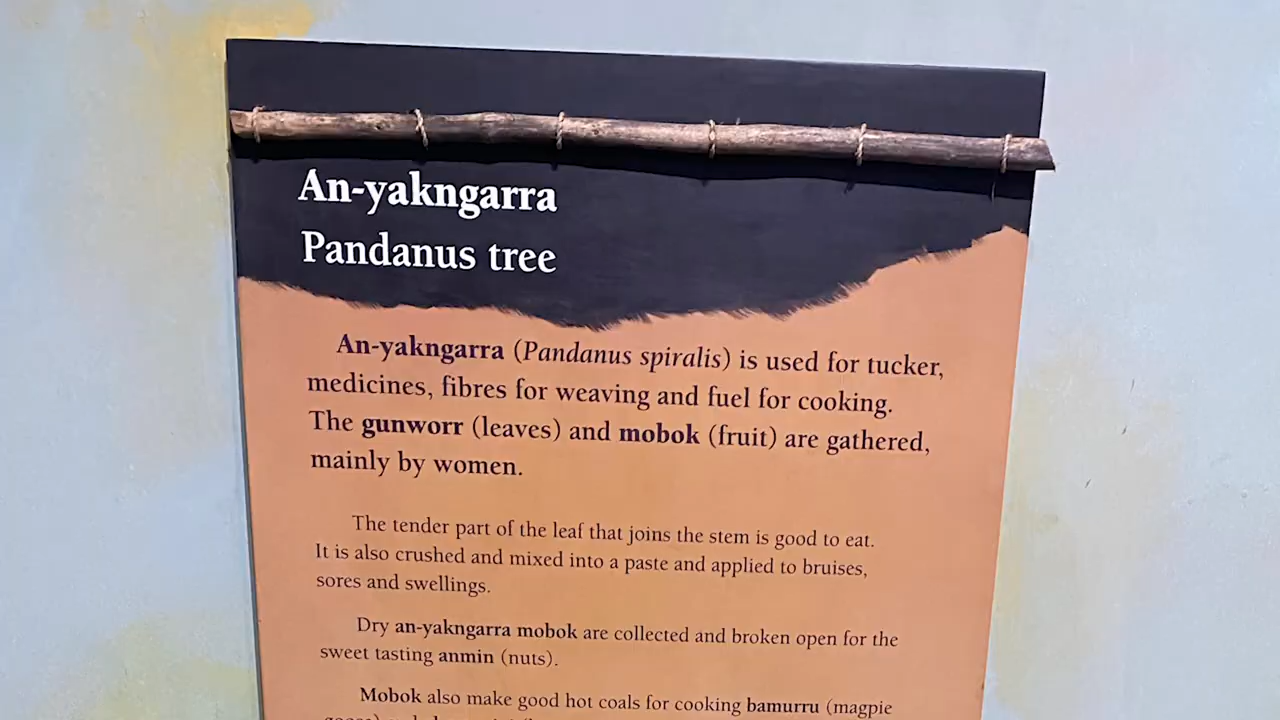 An-yakngarra
Pandanus tree
An-yakngarra (Pandanus spiralis) is used for tucker,
medicines, fibres for weaving and fuel for cooking.
The gunworr (leaves) and mobok (fruit) are gathered,
mainly by women.
The tender part of the leaf that joins the stem is good to eat.
It is also crushed and mixed into a paste and applied to bruises,
sores and swellings.
Dry an-yakngarra mobok are collected and broken open for the
sweet tasting anmin (nuts).
Mobok also make good hot coals for cooking bamurru (magpie